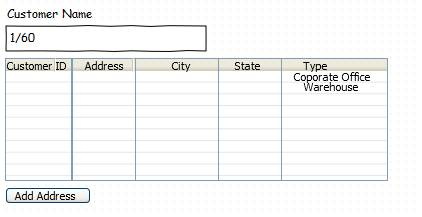 Customer Name
1/60
Customer ID Address City State Type
Coporate Office
Warehouse
Add Address